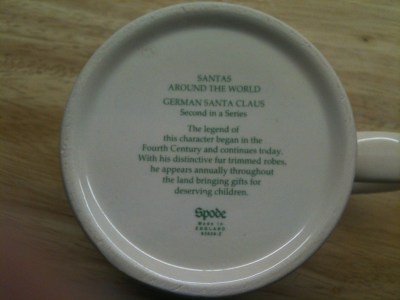 SANTAS
AROUND THE WORLD
GERMAN SANTA CLAUS
Second in a Series
The legend of
this character began in the
Fourth Century and continues today.
With his distinctive fur trimmed robes,
he appears annually throughout
the land bringing gifts for
deserving children.
Spode
MADE IN
ENGLAND